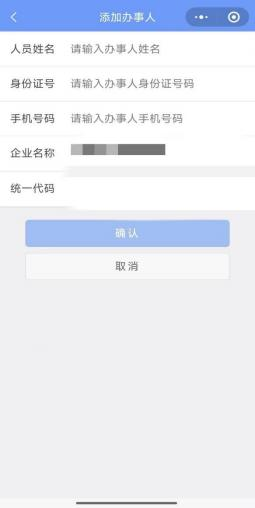 添加办事人
人员姓名 请输入办事人姓名
身份证号 请输入办事人身份证号码
手机号码 请输入办事人手机号码
企业名称
统一代码
确认
取消